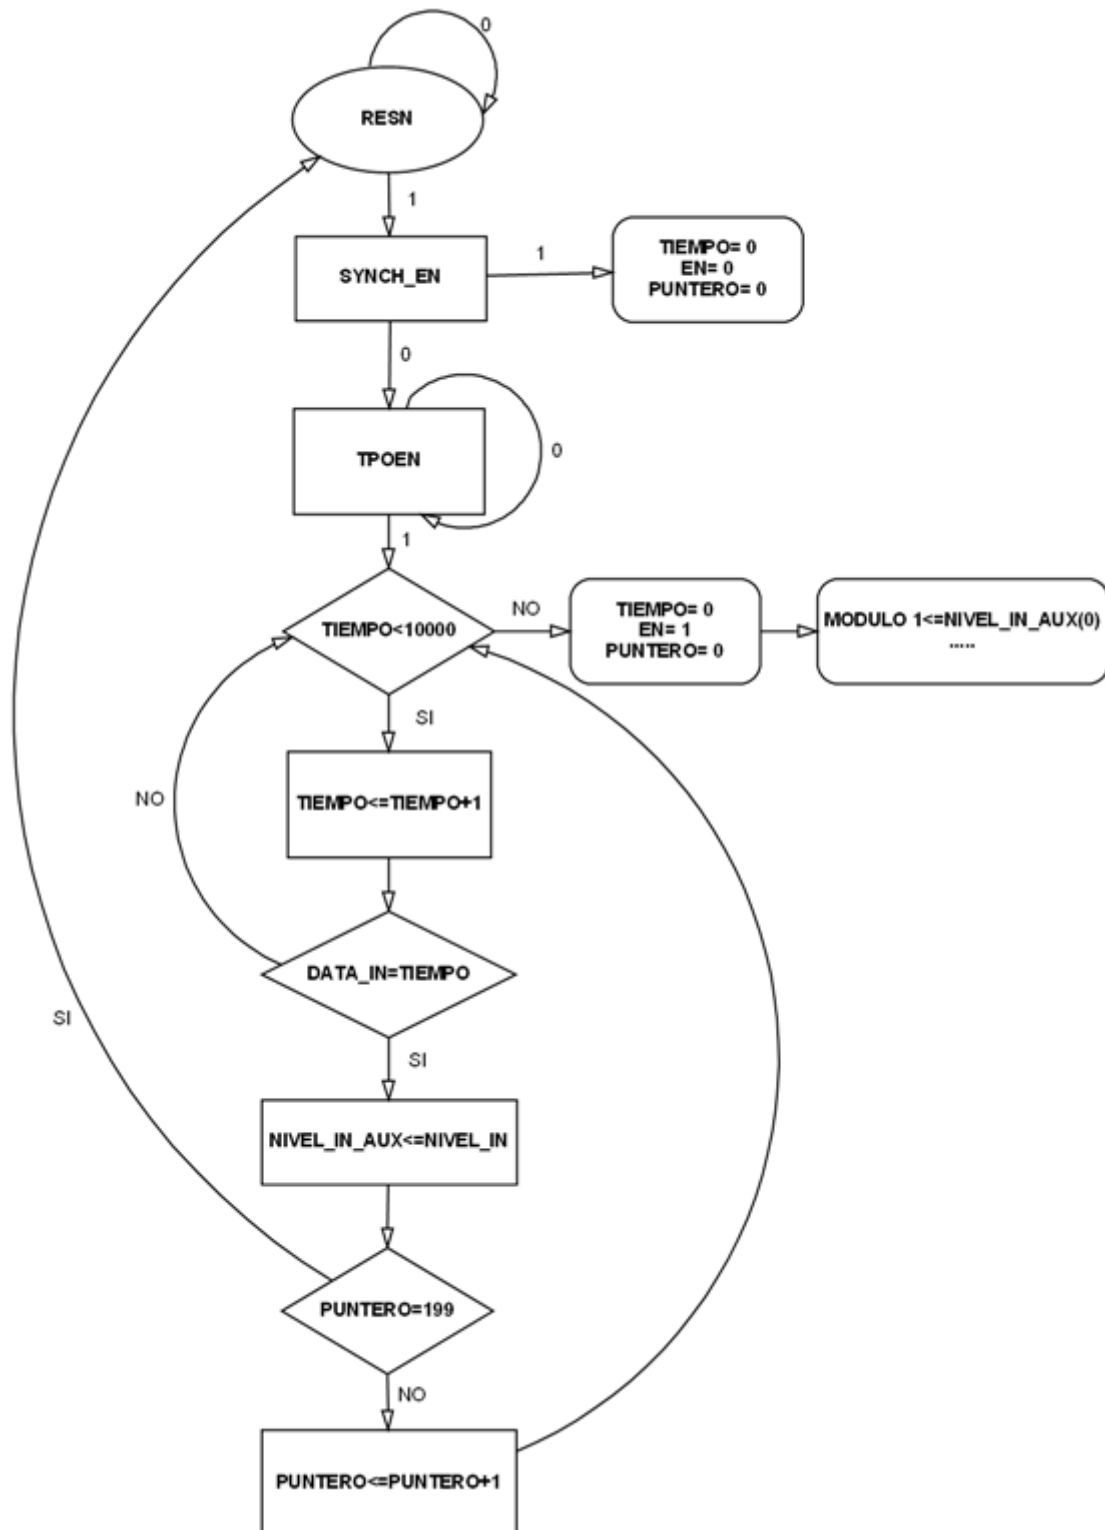 0
RESN
1
SYNCH_EN
1
TIEMPO= 0
EN= 0
PUNTERO= 0
0
TPOEN
0
1
TIEMPO<10000
NO
TIEMPO= 0
EN= 1
PUNTERO= 0
MODULO 1<=NIVEL_IN_AUX(0)
.....
SI
TIEMPO<=TIEMPO+1
NO
DATA_IN=TIEMPO
SI
SI
NIVEL_IN_AUX<=NIVEL_IN
PUNTERO=199
NO
PUNTERO<=PUNTERO+1